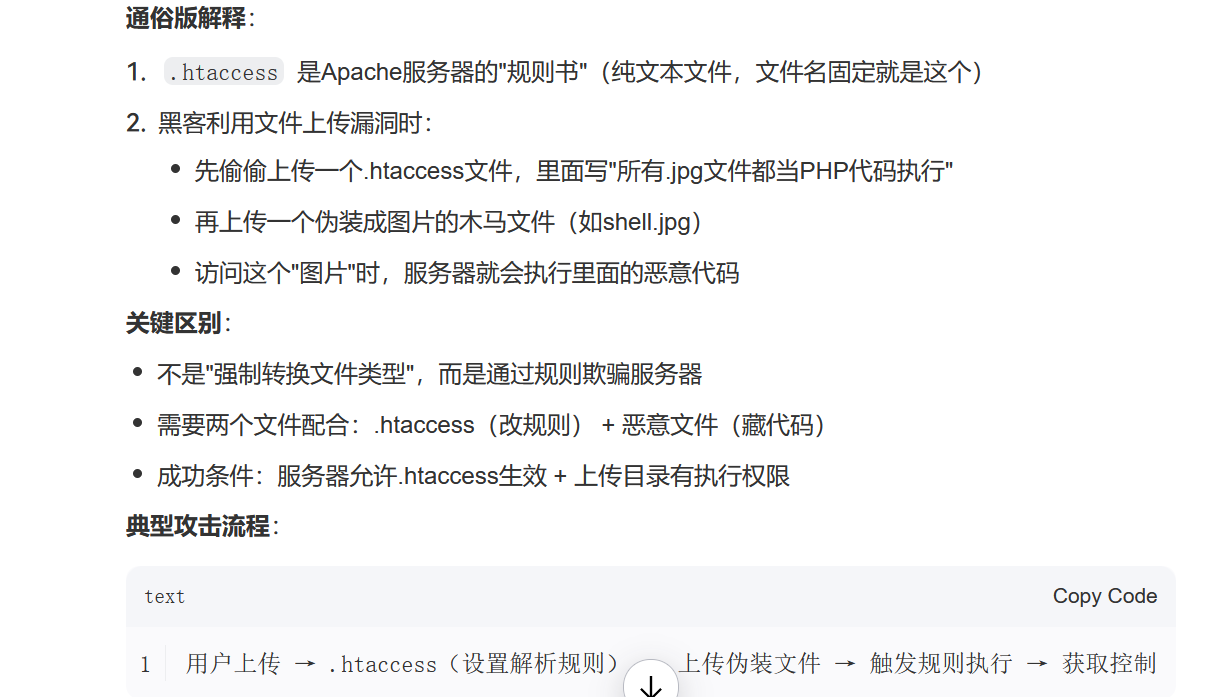 通俗版解释：
1. .htaccess 是Apache服务器的"规则书"（纯文本文件，文件名固定就是这个）
2. 黑客利用文件上传漏洞时：
• 先偷偷上传一个.htaccess文件，里面写"所有.jpg文件都当PHP代码执行"
• 再上传一个伪装成图片的木马文件（如shell.jpg）
• 访问这个"图片"时，服务器就会执行里面的恶意代码
关键区别：
• 不是"强制转换文件类型"，而是通过规则欺骗服务器
• 需要两个文件配合：.htaccess（改规则） + 恶意文件（藏代码）
• 成功条件：服务器允许.htaccess生效 + 上传目录有执行权限
典型攻击流程：
text Copy Code
1 用户上传 → .htaccess（设置解析规则） 上传伪装文件 → 触发规则执行 → 获取控制